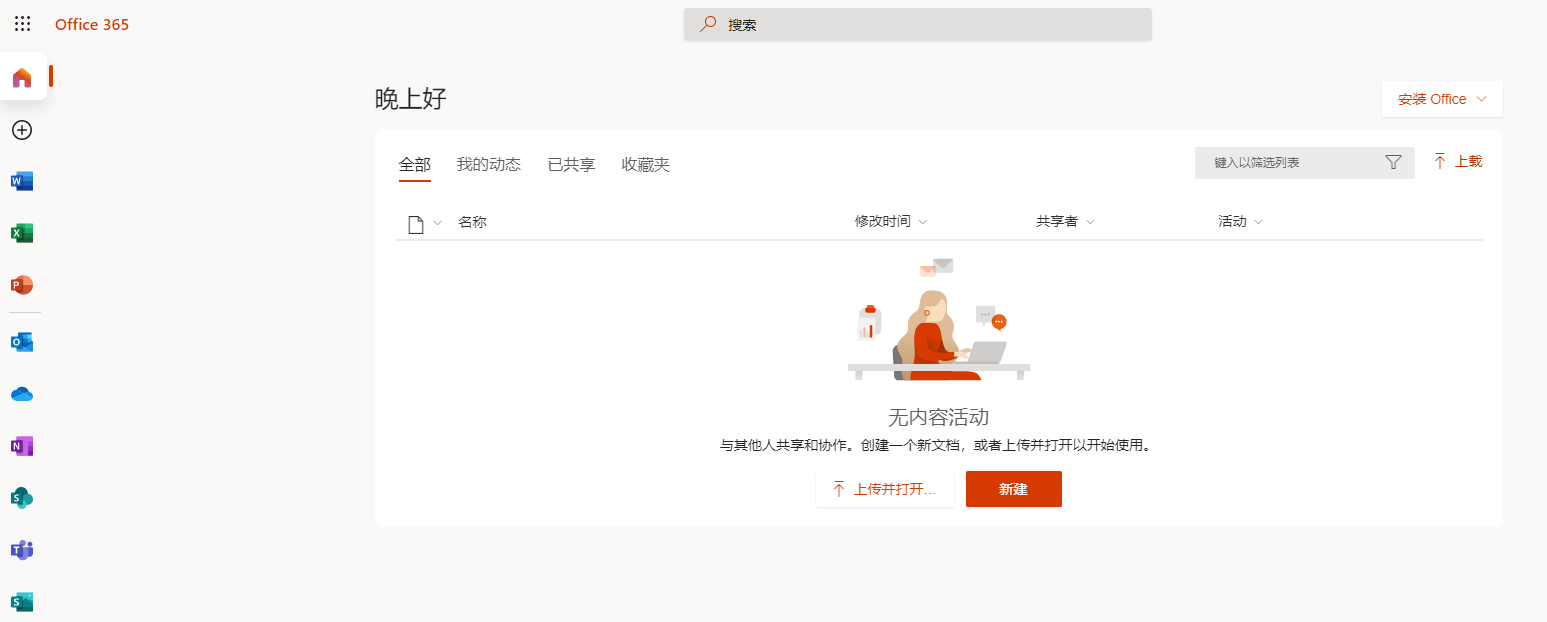 Office 365
搜索
晚上好
安装 Office
全部 我的动态 已共享 收藏夹
键入以筛选列表
上载
名称 修改时间 共享者 活动
无内容活动
与其他人共享和协作。创建一个新文档，或者上传并打开以开始使用。
上传并打开...
新建
W
X
P
O
N
S
T
S